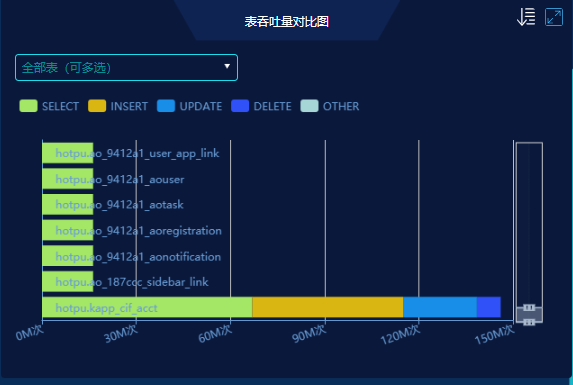 表吞吐量对比图
全部表（可多选）
SELECT INSERT UPDATE DELETE OTHER
hotpu.ao_9412a1_user_app_link
hotpu.ao_9412a1_aouser
hotpu.ao_9412a1_aotask
hotpu.ao_9412a1_aoregistration
hotpu.ao_9412a1_aonotification
hotpu.ao_187ccc_sidebar_link
hotpu.kapp_cif_acct
0M次 30M次 60M次 90M次 120M次 150M次